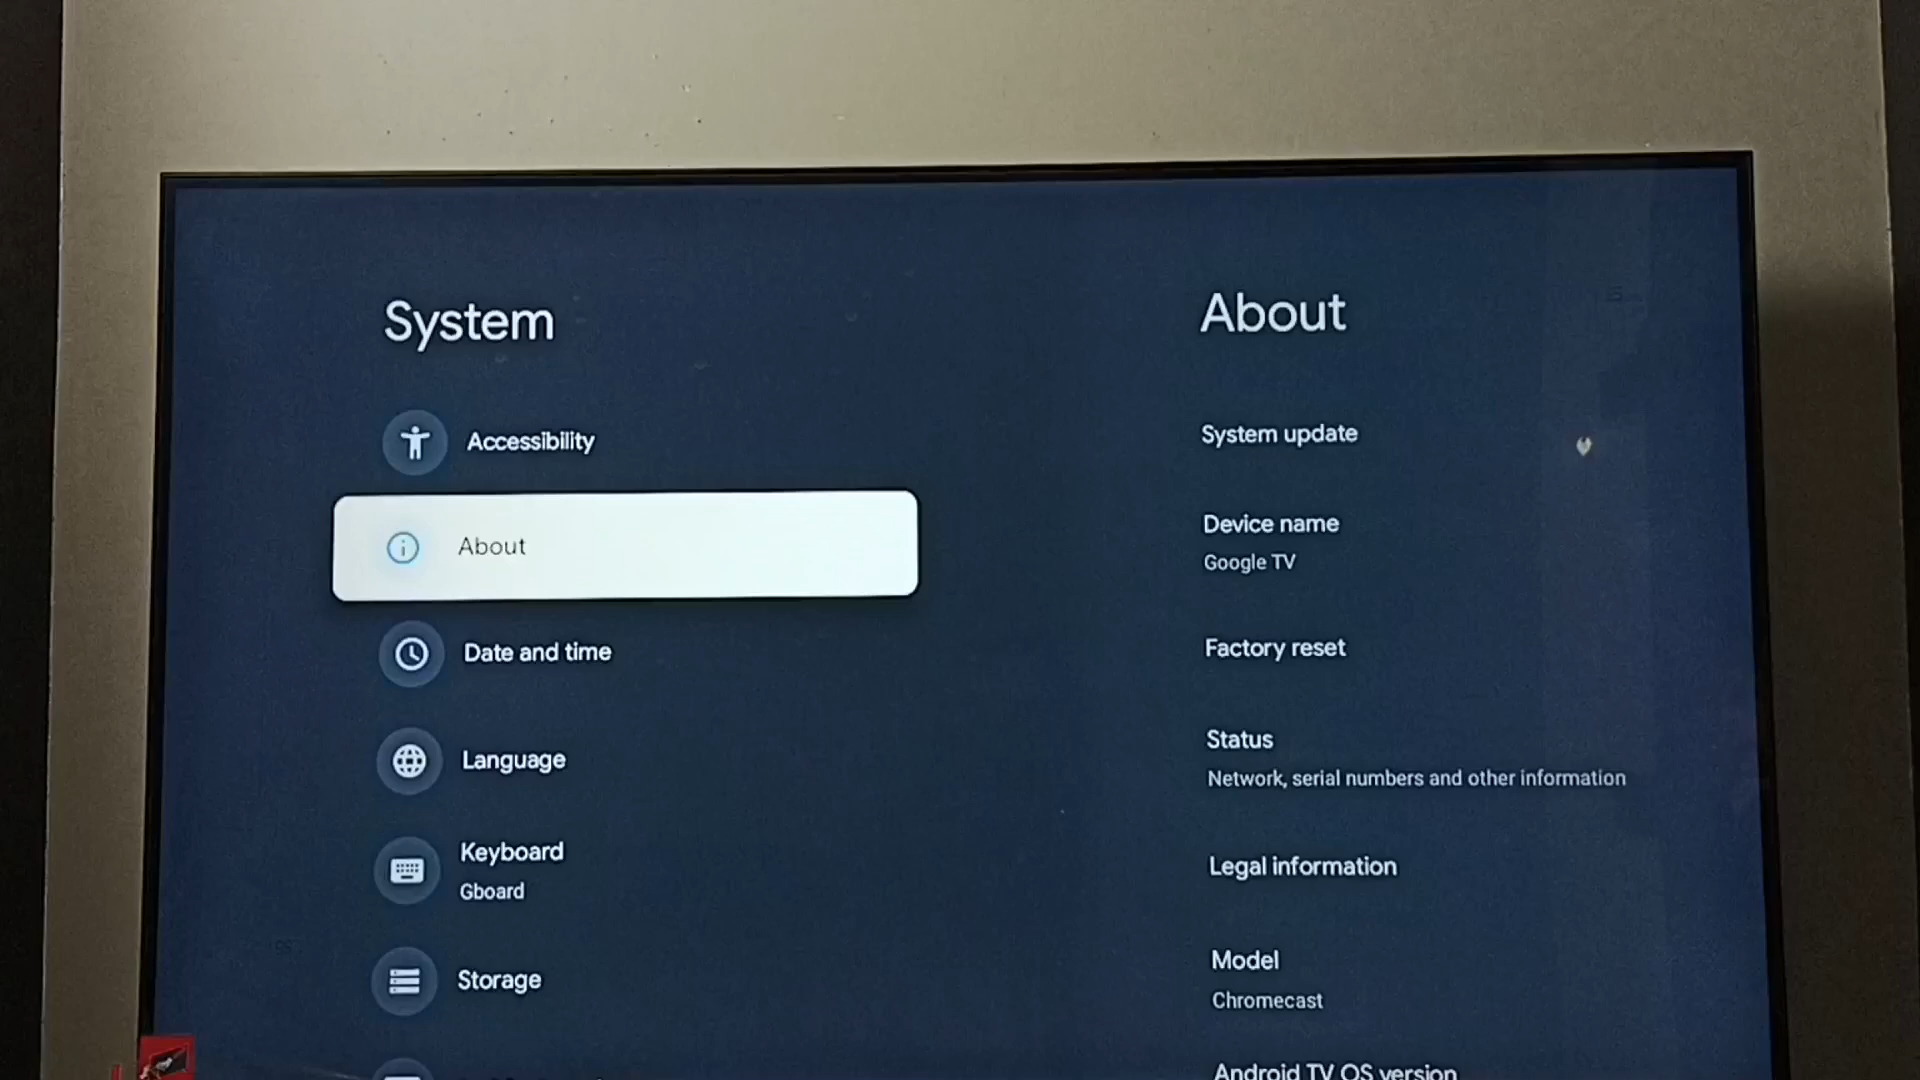 System
Accessibility
About
Date and time
Language
Keyboard
Gboard
Storage
About
System update
Device name
Google TV
Factory reset
Status
Network, serial numbers and other information
Legal information
Model
Chromecast
Android TV OS version